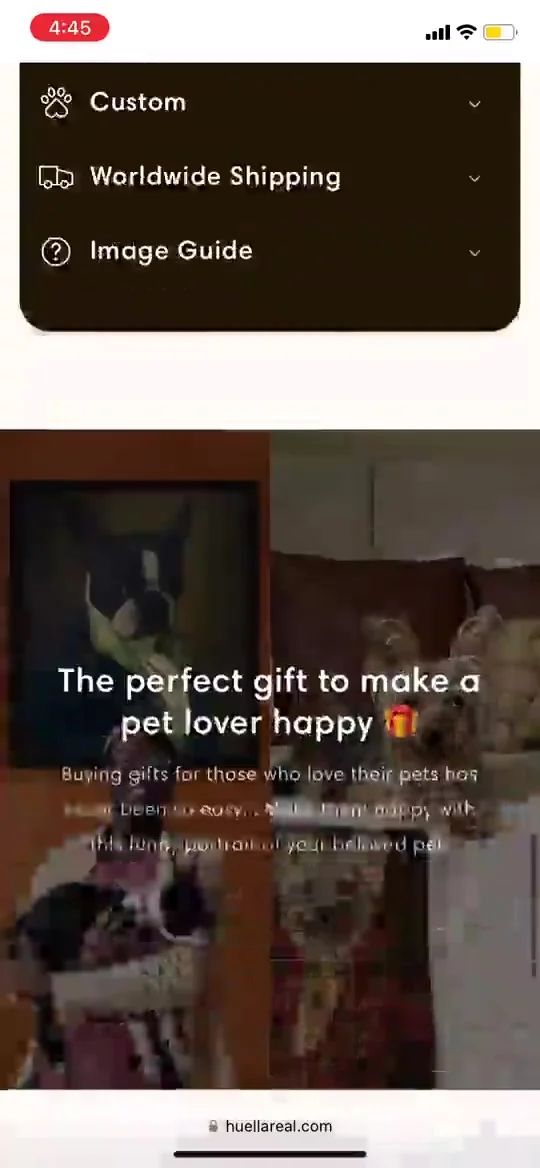 4:45
Custom
Worldwide Shipping
Image Guide
The perfect gift to make a
pet lover happy 🎁
Buying gifts for those who love their pets has
been so easy... Make them happy with
this funny portrait of your beloved pet
huellareal.com